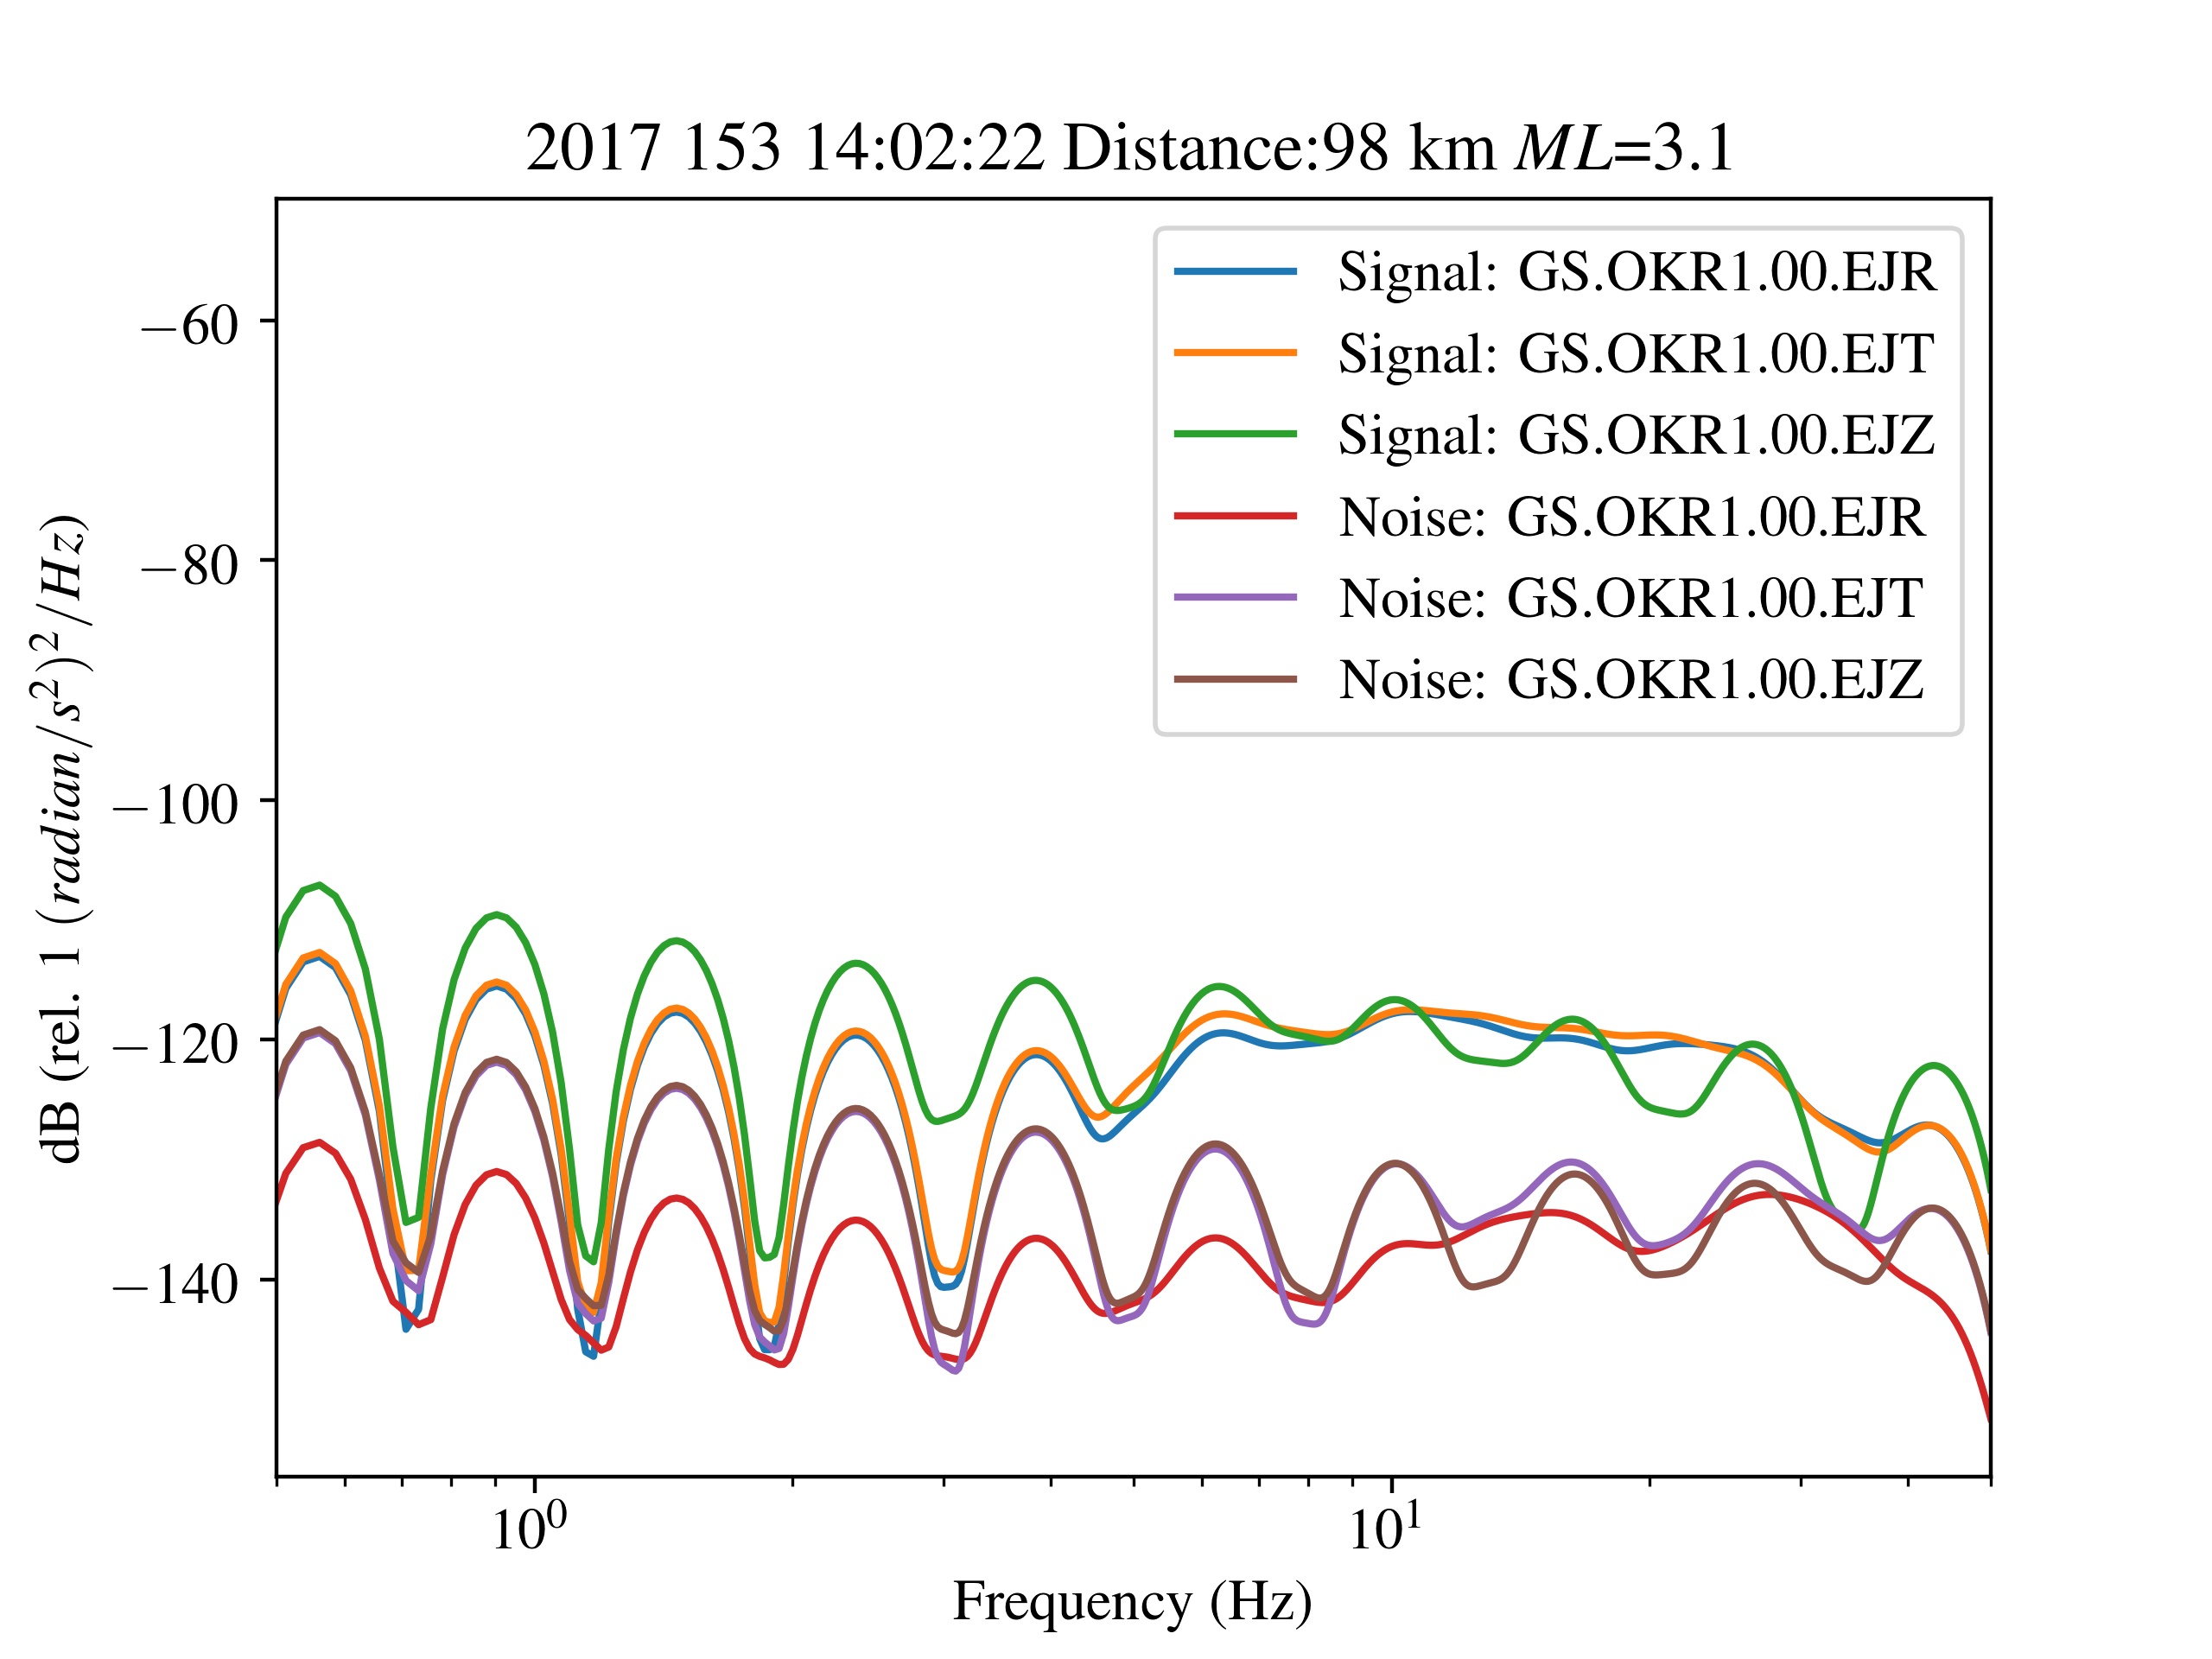 2017 153 14:02:22 Distance:98 km ML=3.1
Signal: GS.OKR1.00.EJR
Signal: GS.OKR1.00.EJT
Signal: GS.OKR1.00.EJZ
Noise: GS.OKR1.00.EJR
Noise: GS.OKR1.00.EJT
Noise: GS.OKR1.00.EJZ
−60
−80
−100
−120
−140
dB (rel. 1 (radian/s²)²/Hz)
10⁰
10¹
Frequency (Hz)